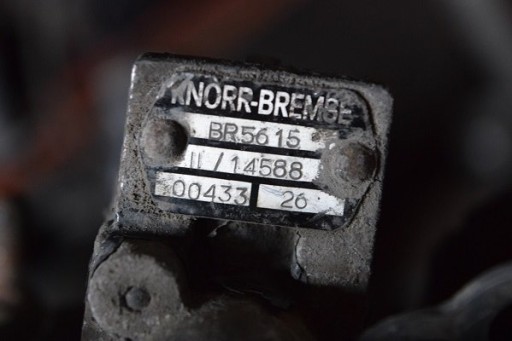 KNORR-BREMSE
BR5615
II/14588
00433 26